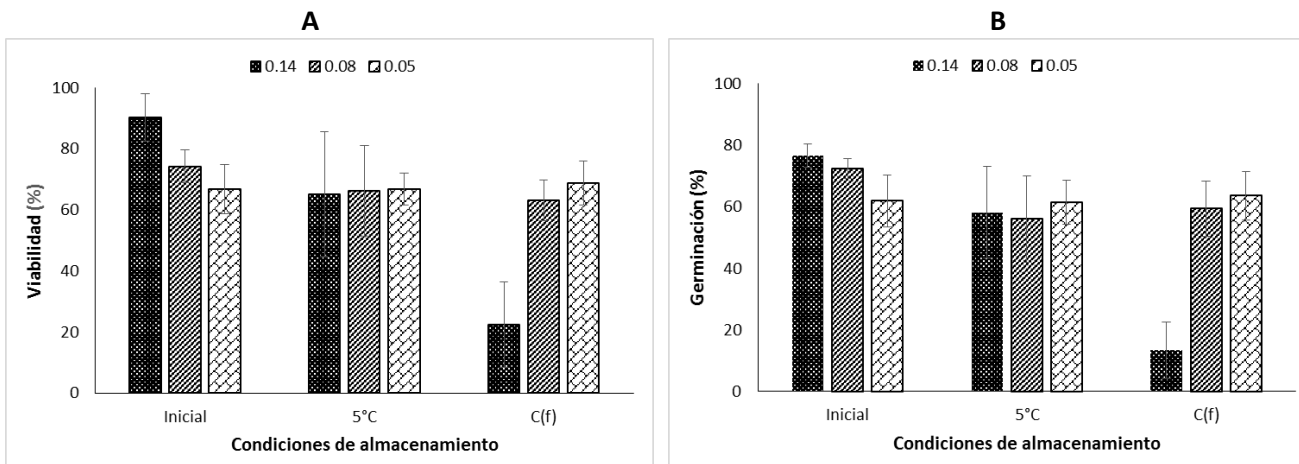 A
0.14 0.08 0.05
100
80
60
40
20
0
Viabilidad (%)
Inicial 5°C C(f)
Condiciones de almacenamiento
B
0.14 0.08 0.05
100
80
60
40
20
0
Germinación (%)
Inicial 5°C C(f)
Condiciones de almacenamiento